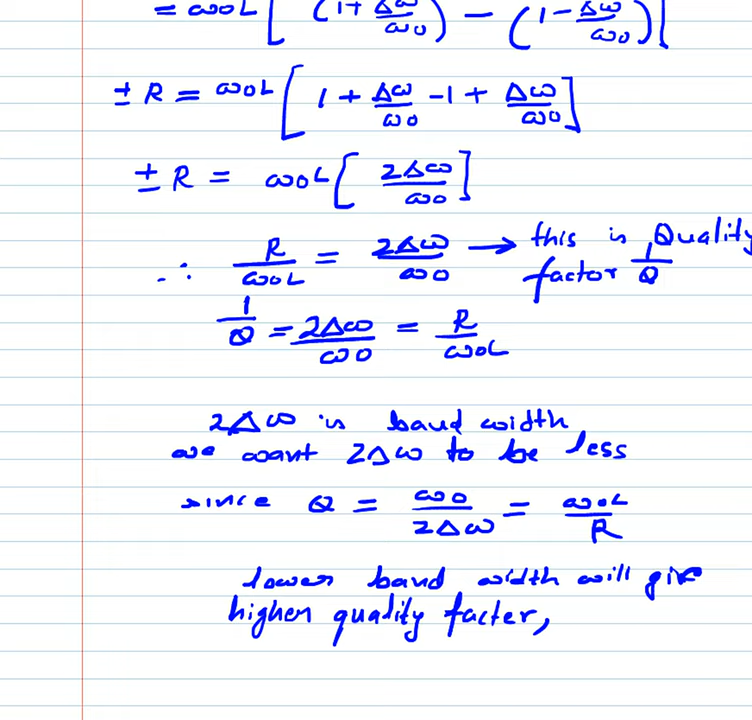 = ω0L [ (1 + Δω/ω0) − (1 − Δω/ω0) ]
± R = ω0L [ 1 + Δω/ω0 - 1 + Δω/ω0 ]
± R = ω0L [ 2Δω/ω0 ]
∴ R/ω0L = 2Δω/ω0 → this is Quality
factor 1/Q
1/Q = 2Δω/ω0 = R/ω0L
2Δω is band width
we want 2Δω to be less
since Q = ω0/2Δω = ω0L/R
lower band width will give
higher quality facter,